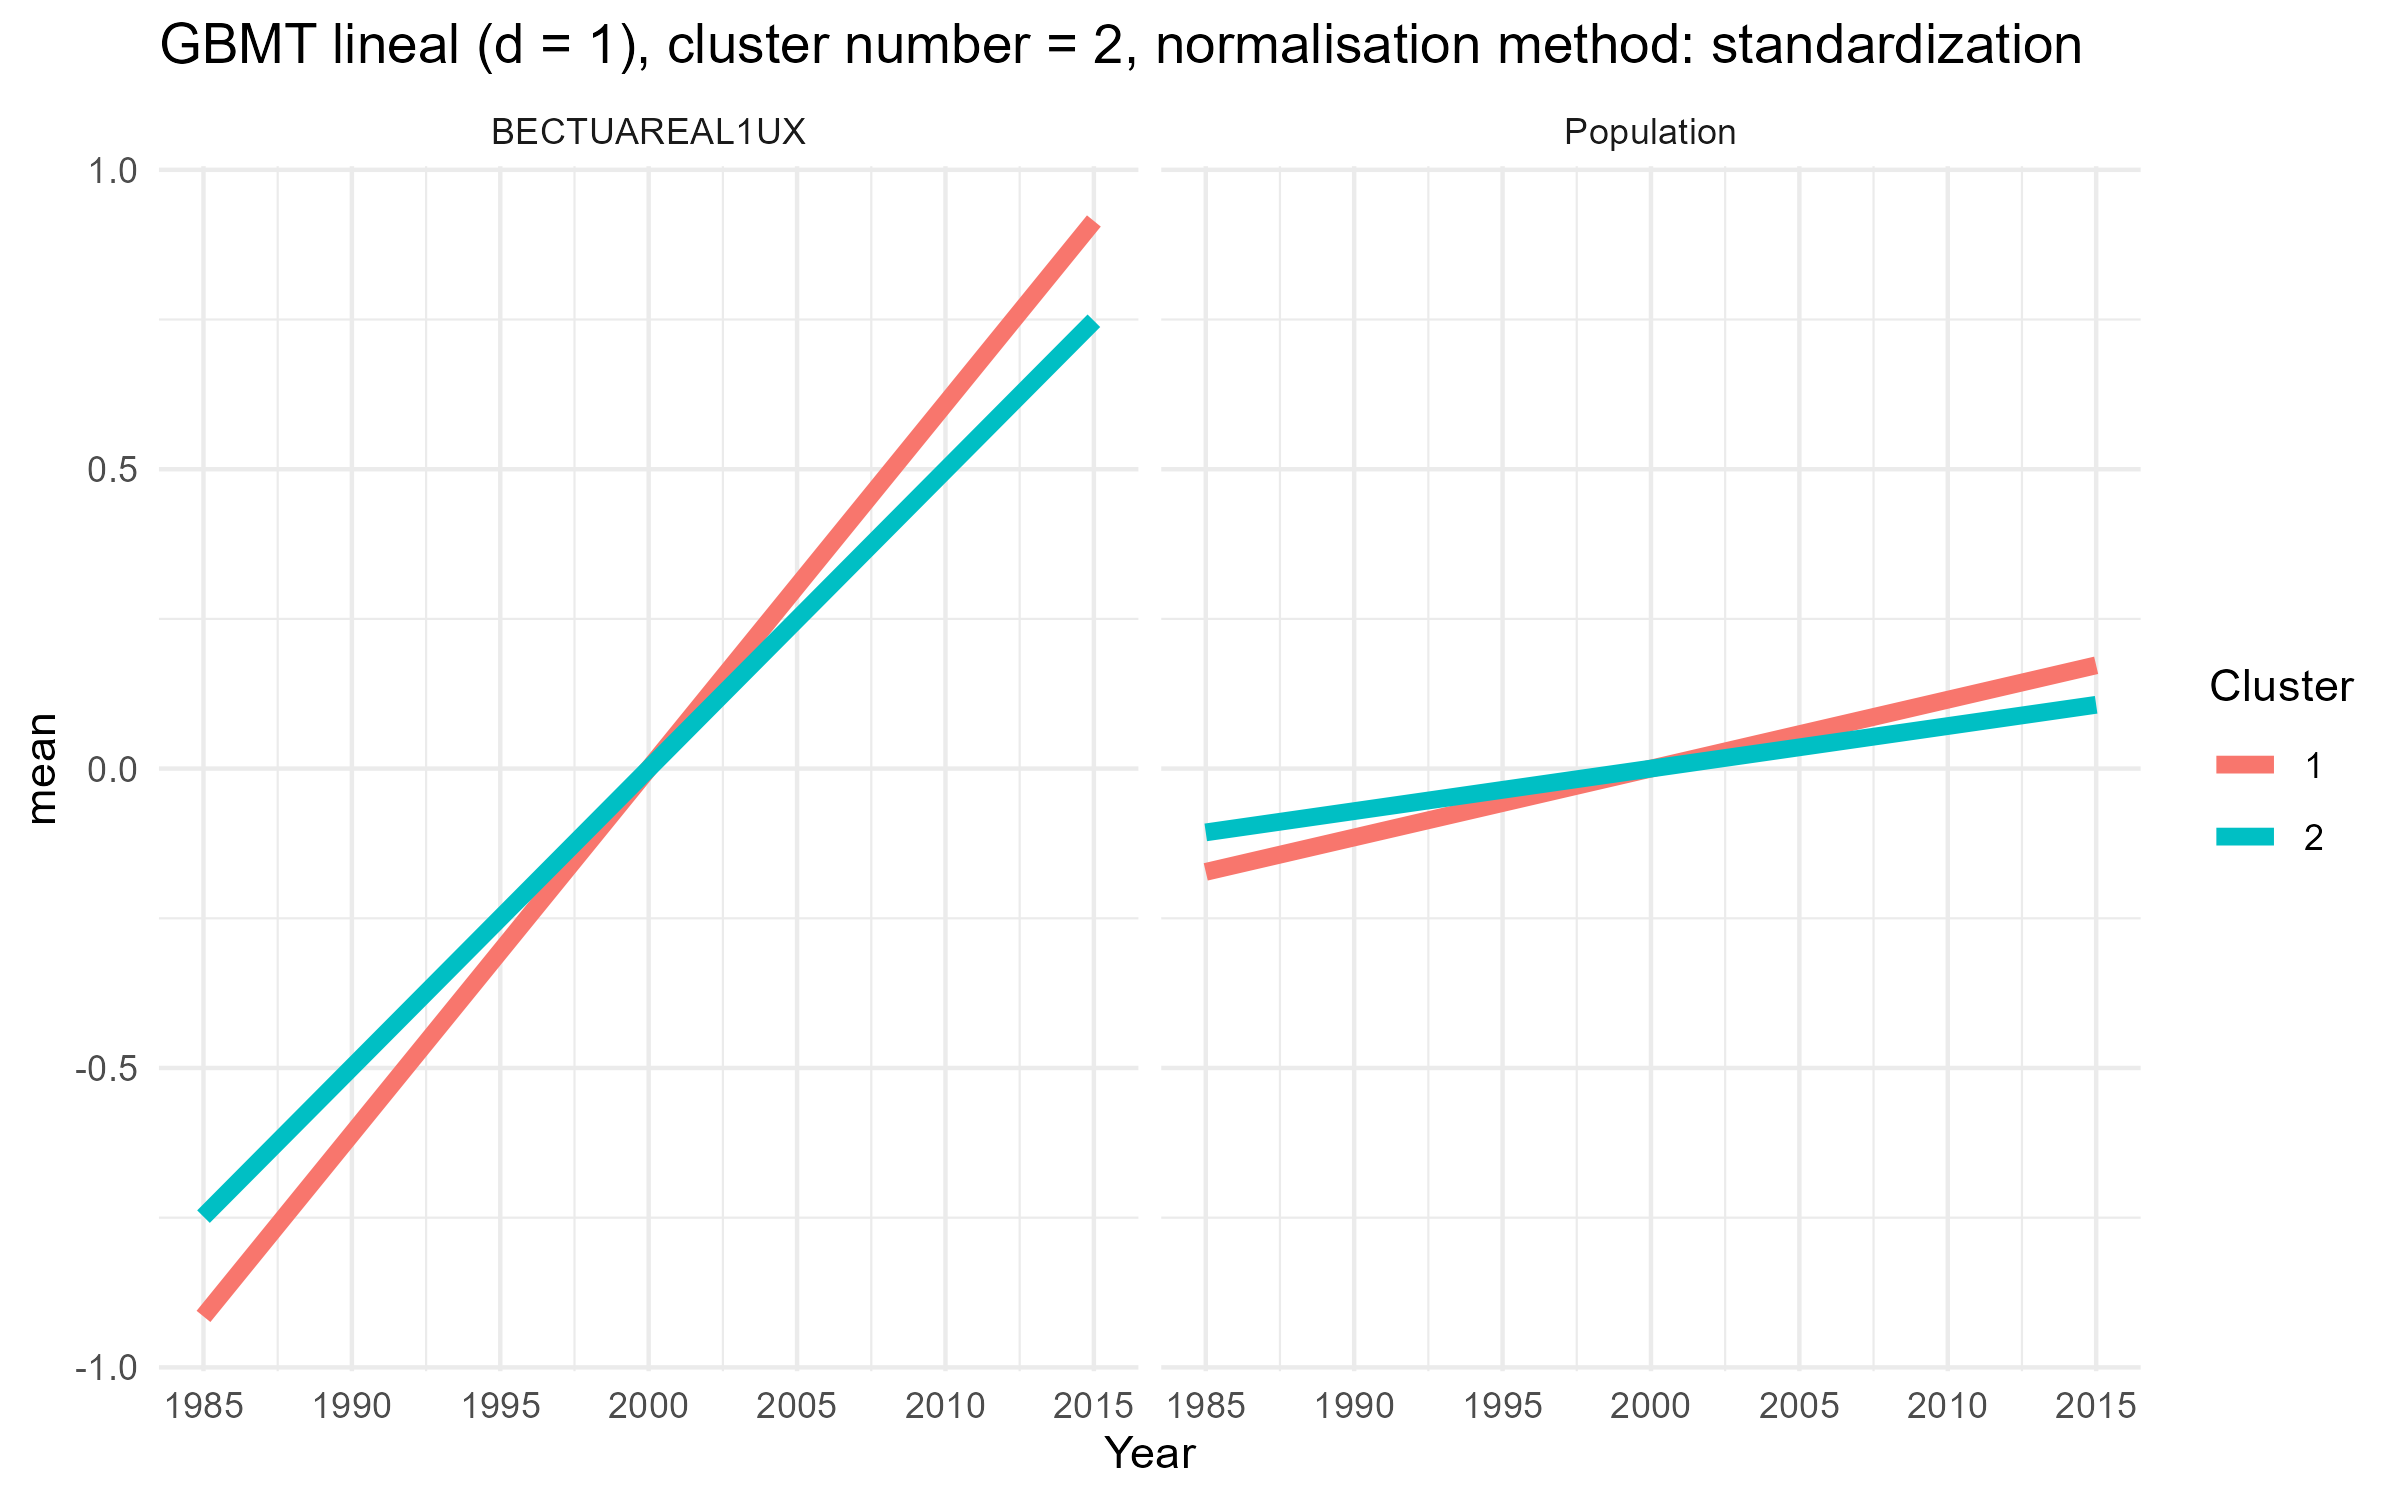 GBMT lineal (d = 1), cluster number = 2, normalisation method: standardization
BECTUAREAL1UX
Population
1.0
0.5
0.0
-0.5
-1.0
mean
1985 1990 1995 2000 2005 2010 2015
1985 1990 1995 2000 2005 2010 2015
Year
Cluster
1
2